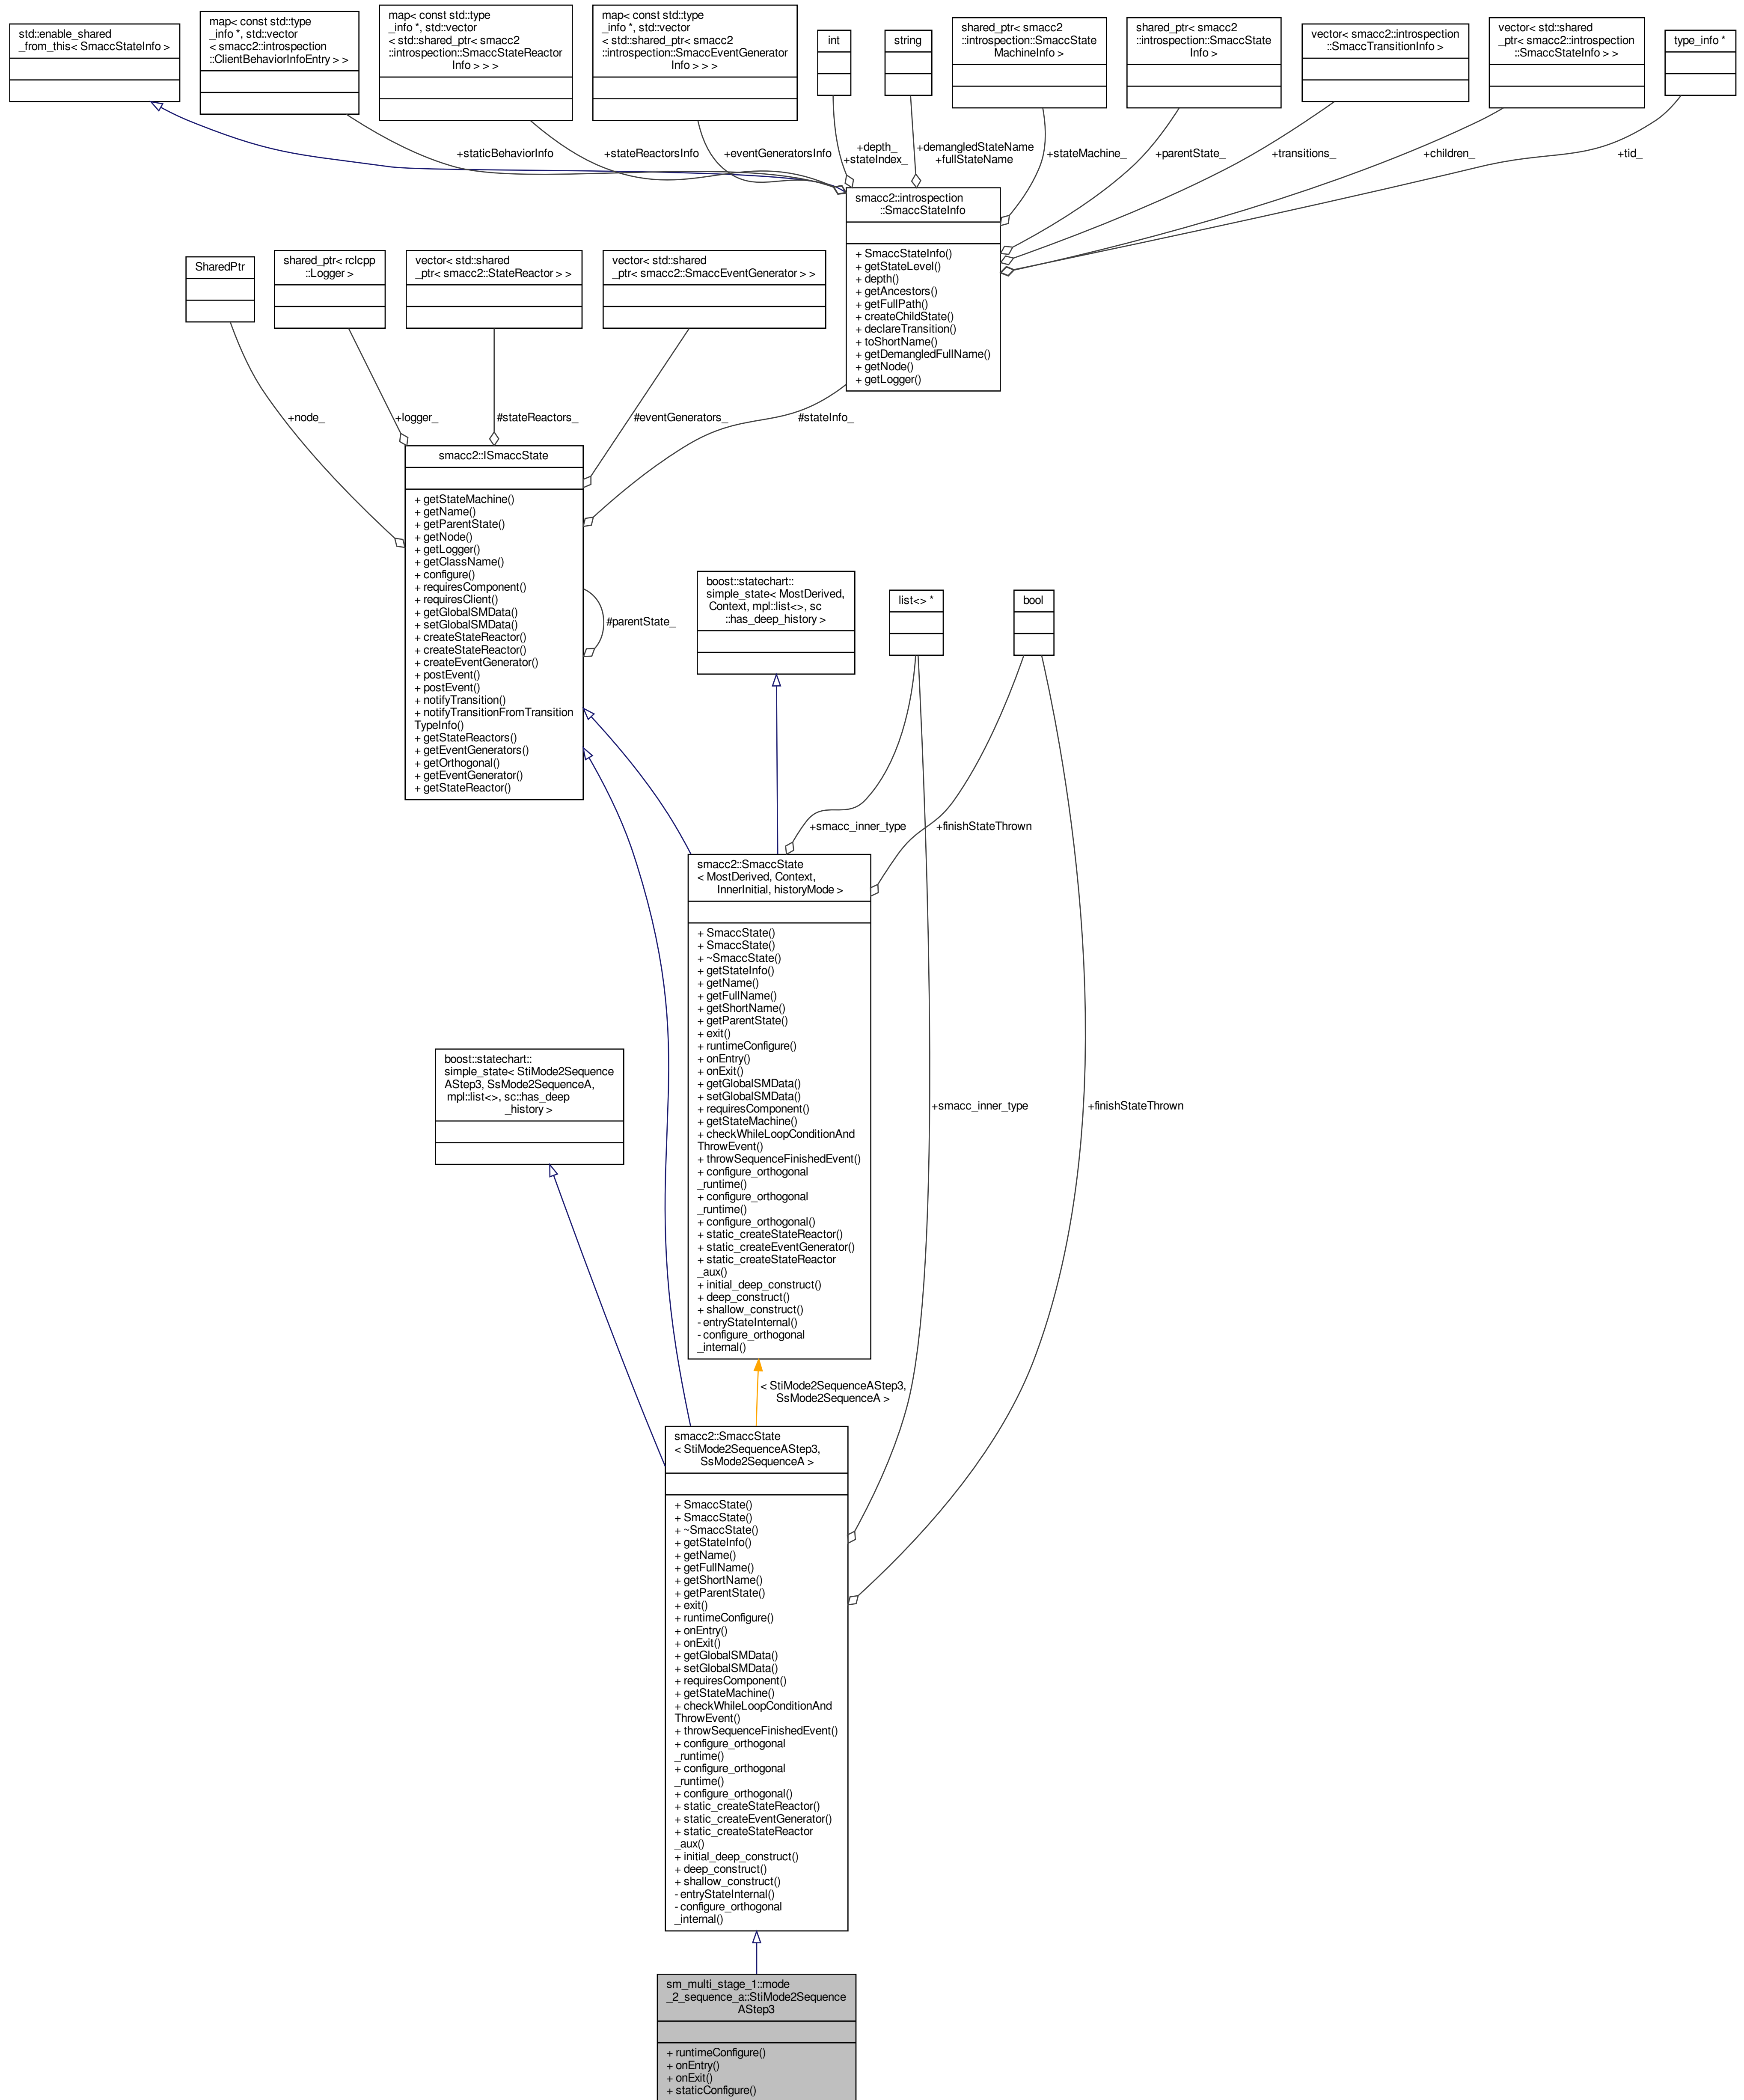 std::enable_shared
_from_this< SmaccStateInfo >
map< const std::type
_info *, std::vector
< smacc2::introspection
::ClientBehaviorInfoEntry > >
map< const std::type
_info *, std::vector
< std::shared_ptr< smacc2
::introspection::SmaccStateReactor
Info > > >
map< const std::type
_info *, std::vector
< std::shared_ptr< smacc2
::introspection::SmaccEventGenerator
Info > > >
int
string
shared_ptr< smacc2
::introspection::SmaccState
MachineInfo >
shared_ptr< smacc2
::introspection::SmaccState
Info >
vector< smacc2::introspection
::SmaccTransitionInfo >
vector< std::shared
_ptr< smacc2::introspection
::SmaccStateInfo > >
type_info *
+staticBehaviorInfo
+stateReactorsInfo
+eventGeneratorsInfo
+depth_
+stateIndex_
+demangledStateName
+fullStateName
+stateMachine_
+parentState_
+transitions_
+children_
+tid_
smacc2::introspection
::SmaccStateInfo
+ SmaccStateInfo()
+ getStateLevel()
+ depth()
+ getAncestors()
+ getFullPath()
+ createChildState()
+ declareTransition()
+ toShortName()
+ getDemangledFullName()
+ getNode()
+ getLogger()
SharedPtr
shared_ptr< rclcpp
::Logger >
vector< std::shared
_ptr< smacc2::StateReactor > >
vector< std::shared
_ptr< smacc2::SmaccEventGenerator > >
+node_
+logger_
#stateReactors_
#eventGenerators_
#stateInfo_
smacc2::ISmaccState
+ getStateMachine()
+ getName()
+ getParentState()
+ getNode()
+ getLogger()
+ getClassName()
+ configure()
+ requiresComponent()
+ requiresClient()
+ getGlobalSMData()
+ setGlobalSMData()
+ createStateReactor()
+ createStateReactor()
+ createEventGenerator()
+ postEvent()
+ postEvent()
+ notifyTransition()
+ notifyTransitionFromTransition
TypeInfo()
+ getStateReactors()
+ getEventGenerators()
+ getOrthogonal()
+ getEventGenerator()
+ getStateReactor()
#parentState_
boost::statechart::
simple_state< MostDerived,
Context, mpl::list<>, sc
::has_deep_history >
list<> *
bool
+smacc_inner_type
+finishStateThrown
smacc2::SmaccState
< MostDerived, Context,
InnerInitial, historyMode >
+ SmaccState()
+ SmaccState()
+ ~SmaccState()
+ getStateInfo()
+ getName()
+ getFullName()
+ getShortName()
+ getParentState()
+ exit()
+ runtimeConfigure()
+ onEntry()
+ onExit()
+ getGlobalSMData()
+ setGlobalSMData()
+ requiresComponent()
+ getStateMachine()
+ checkWhileLoopConditionAnd
ThrowEvent()
+ throwSequenceFinishedEvent()
+ configure_orthogonal
_runtime()
+ configure_orthogonal
_runtime()
+ configure_orthogonal()
+ static_createStateReactor()
+ static_createEventGenerator()
+ static_createStateReactor
_aux()
+ initial_deep_construct()
+ deep_construct()
+ shallow_construct()
- entryStateInternal()
- configure_orthogonal
_internal()
boost::statechart::
simple_state< StiMode2Sequence
AStep3, SsMode2SequenceA,
mpl::list<>, sc::has_deep
_history >
+smacc_inner_type
+finishStateThrown
< StiMode2SequenceAStep3,
SsMode2SequenceA >
smacc2::SmaccState
< StiMode2SequenceAStep3,
SsMode2SequenceA >
+ SmaccState()
+ SmaccState()
+ ~SmaccState()
+ getStateInfo()
+ getName()
+ getFullName()
+ getShortName()
+ getParentState()
+ exit()
+ runtimeConfigure()
+ onEntry()
+ onExit()
+ getGlobalSMData()
+ setGlobalSMData()
+ requiresComponent()
+ getStateMachine()
+ checkWhileLoopConditionAnd
ThrowEvent()
+ throwSequenceFinishedEvent()
+ configure_orthogonal
_runtime()
+ configure_orthogonal
_runtime()
+ configure_orthogonal()
+ static_createStateReactor()
+ static_createEventGenerator()
+ static_createStateReactor
_aux()
+ initial_deep_construct()
+ deep_construct()
+ shallow_construct()
- entryStateInternal()
- configure_orthogonal
_internal()
sm_multi_stage_1::mode
_2_sequence_a::StiMode2Sequence
AStep3
+ runtimeConfigure()
+ onEntry()
+ onExit()
+ staticConfigure()